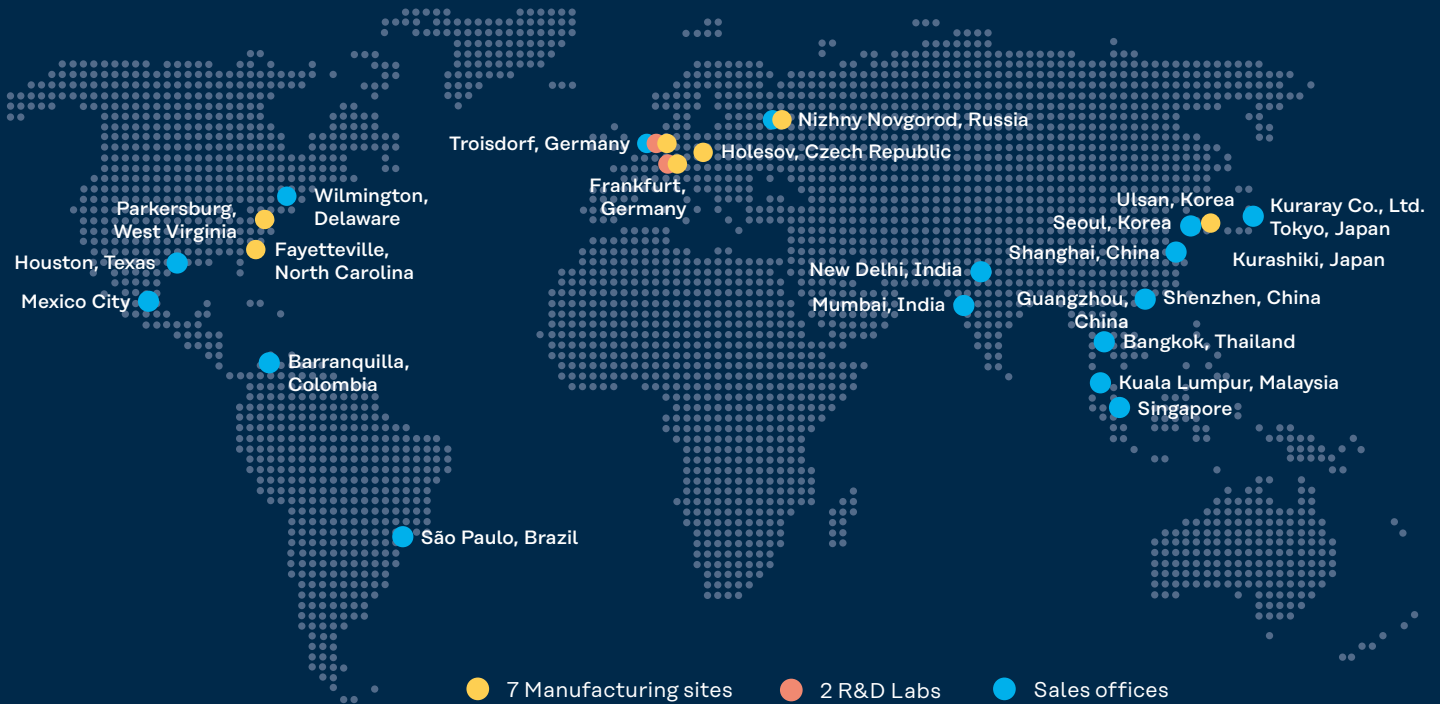 Nizhny Novgorod, Russia
Troisdorf, Germany
Holesov, Czech Republic
Frankfurt,
Germany
Wilmington,
Delaware
Parkersburg,
West Virginia
Fayetteville,
North Carolina
Houston, Texas
Mexico City
Barranquilla,
Colombia
São Paulo, Brazil
Ulsan, Korea
Seoul, Korea
Kuraray Co., Ltd.
Tokyo, Japan
Shanghai, China
Kurashiki, Japan
New Delhi, India
Mumbai, India
Guangzhou,
China
Shenzhen, China
Bangkok, Thailand
Kuala Lumpur, Malaysia
Singapore
7 Manufacturing sites
2 R&D Labs
Sales offices